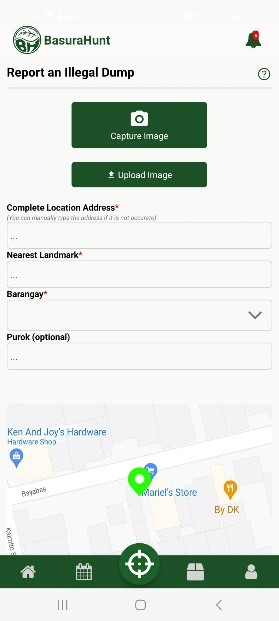 BH BasuraHunt
Report an Illegal Dump
?
Capture Image
Upload Image
Complete Location Address*
(You can manually type the address if it is not accurate)
...
Nearest Landmark*
...
Barangay*
Purok (optional)
...
Ken And Joy's Hardware
Hardware Shop
Bayabas
Mariel's Store
By DK